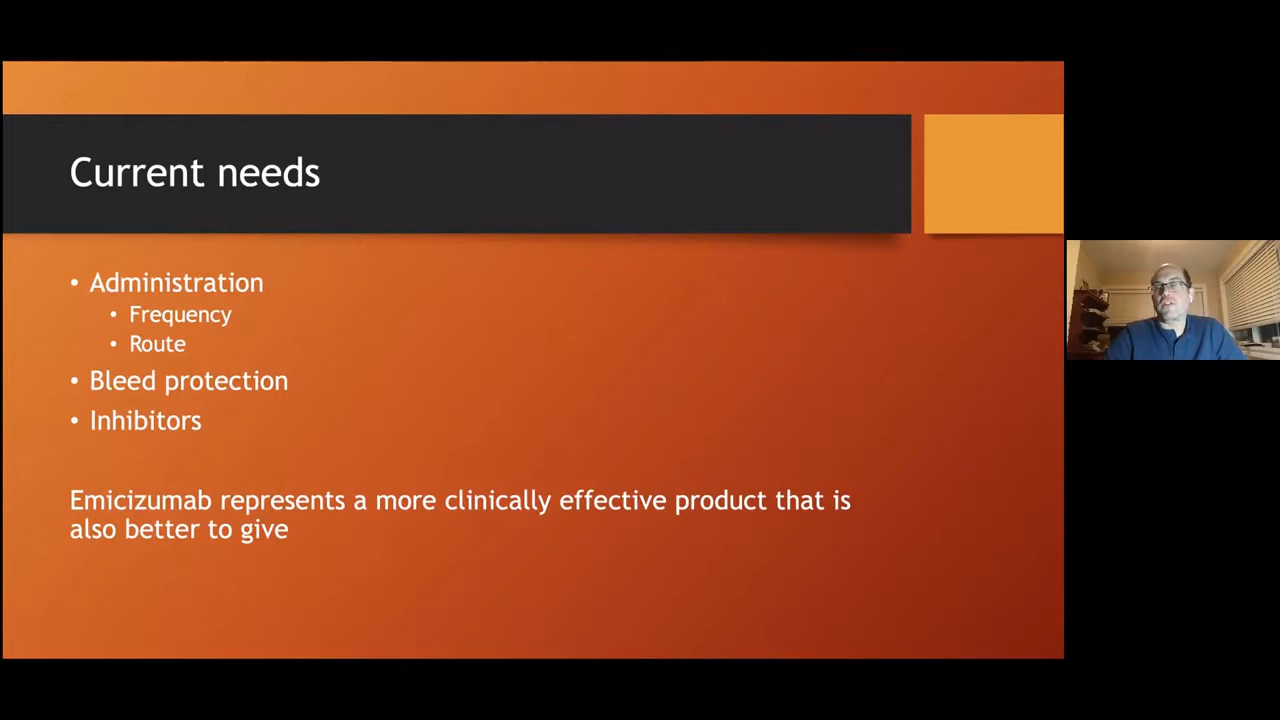 Current needs
• Administration
• Frequency
• Route
• Bleed protection
• Inhibitors
Emicizumab represents a more clinically effective product that is
also better to give